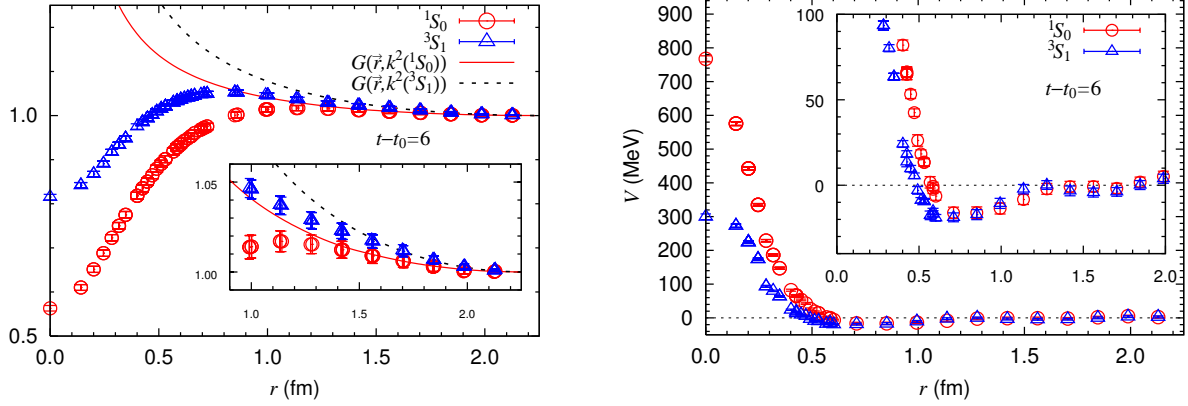 ¹S₀
³S₁
G(r⃗,k²(¹S₀))
G(r⃗,k²(³S₁))
1.0
t−t₀=6
1.05
1.00
1.0 1.5 2.0
0.5
0.0 0.5 1.0 1.5 2.0
r (fm)
900
800
700
600
500
400
300
200
100
0
V (MeV)
100
50
0
¹S₀
³S₁
t−t₀=6
0.0 0.5 1.0 1.5 2.0
0.0 0.5 1.0 1.5 2.0
r (fm)